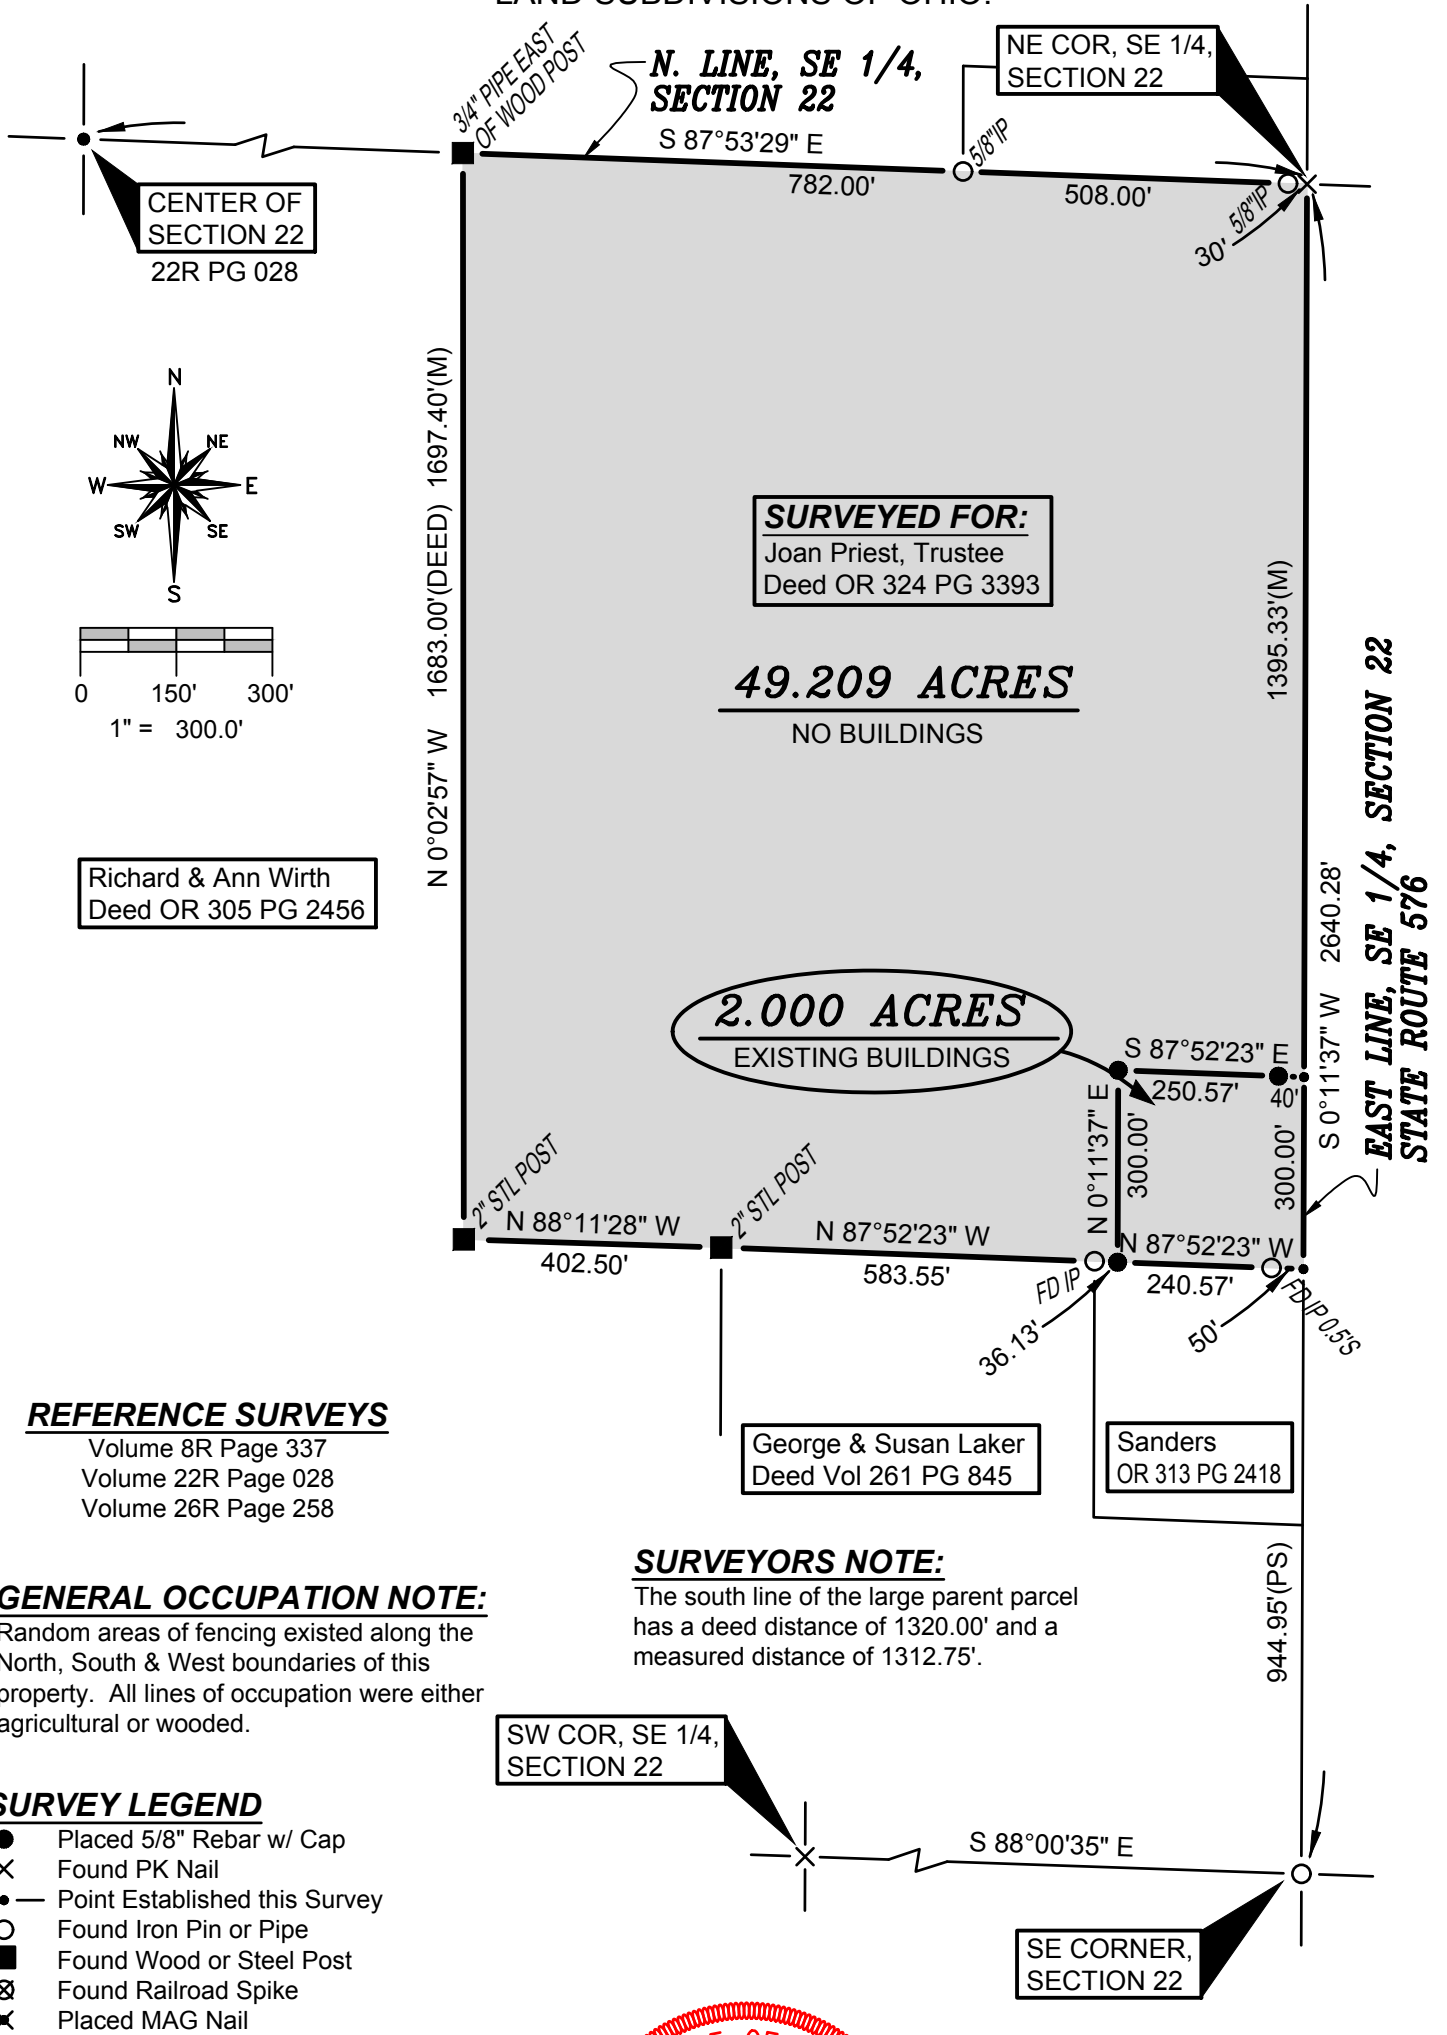 LAND SUBDIVISIONS OF OHIO.
NE COR, SE 1/4,
SECTION 22
3/4" PIPE EAST
OF WOOD POST
N. LINE, SE 1/4,
SECTION 22
S 87°53'29" E
782.00'
5/8"IP
508.00'
5/8"IP
30'
CENTER OF
SECTION 22
22R PG 028
N
NW
NE
W
E
SW
SE
S
0 150' 300'
1" = 300.0'
N 0°02'57" W 1683.00'(DEED) 1697.40'(M)
SURVEYED FOR:
Joan Priest, Trustee
Deed OR 324 PG 3393
49.209 ACRES
NO BUILDINGS
1395.33'(M)
S 0°11'37" W 2640.28'
EAST LINE, SE 1/4, SECTION 22
STATE ROUTE 576
Richard & Ann Wirth
Deed OR 305 PG 2456
2.000 ACRES
EXISTING BUILDINGS
S 87°52'23" E
250.57'
40'
N 0°11'37" E
300.00'
300.00'
2" STL POST
N 88°11'28" W
402.50'
2" STL POST
N 87°52'23" W
583.55'
N 87°52'23" W
240.57'
FD IP
36.13'
50'
FD IP 0.5'S
REFERENCE SURVEYS
Volume 8R Page 337
Volume 22R Page 028
Volume 26R Page 258
George & Susan Laker
Deed Vol 261 PG 845
Sanders
OR 313 PG 2418
944.95'(PS)
GENERAL OCCUPATION NOTE:
Random areas of fencing existed along the
North, South & West boundaries of this
property. All lines of occupation were either
agricultural or wooded.
SURVEYORS NOTE:
The south line of the large parent parcel
has a deed distance of 1320.00' and a
measured distance of 1312.75'.
SW COR, SE 1/4,
SECTION 22
S 88°00'35" E
SE CORNER,
SECTION 22
SURVEY LEGEND
Placed 5/8" Rebar w/ Cap
Found PK Nail
Point Established this Survey
Found Iron Pin or Pipe
Found Wood or Steel Post
Found Railroad Spike
Placed MAG Nail